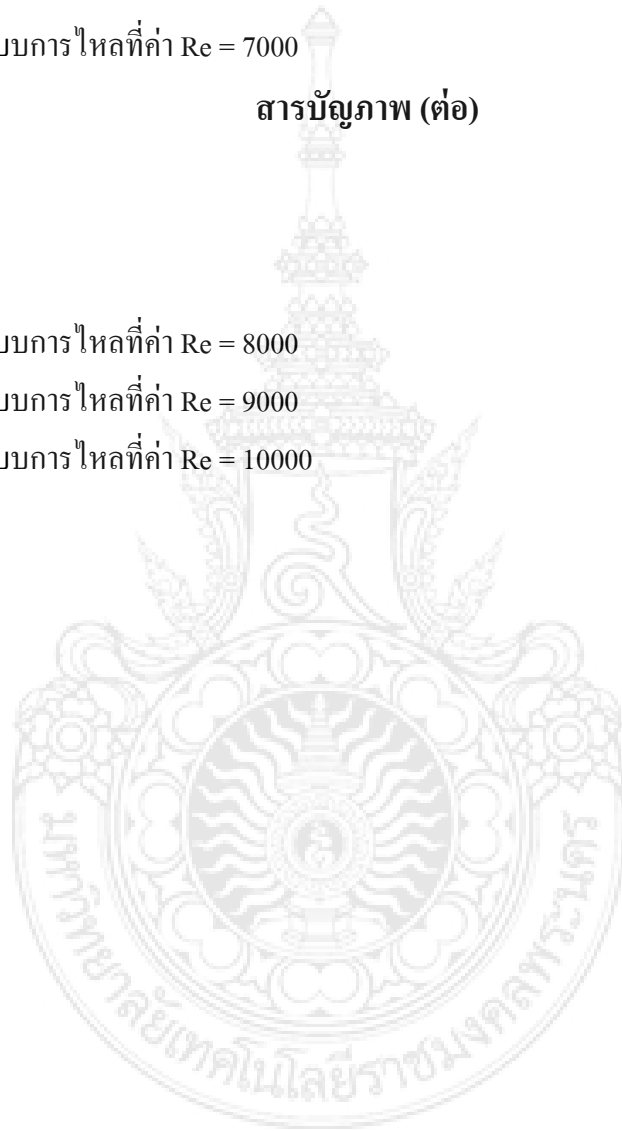 บบการไหลที่ค่า Re = 7000
สารบัญภาพ (ต่อ)
บบการไหลที่ค่า Re = 8000
บบการไหลที่ค่า Re = 9000
บบการไหลที่ค่า Re = 10000
มหาวิทยาลัยเทคโนโลยีราชมงคลพระนคร